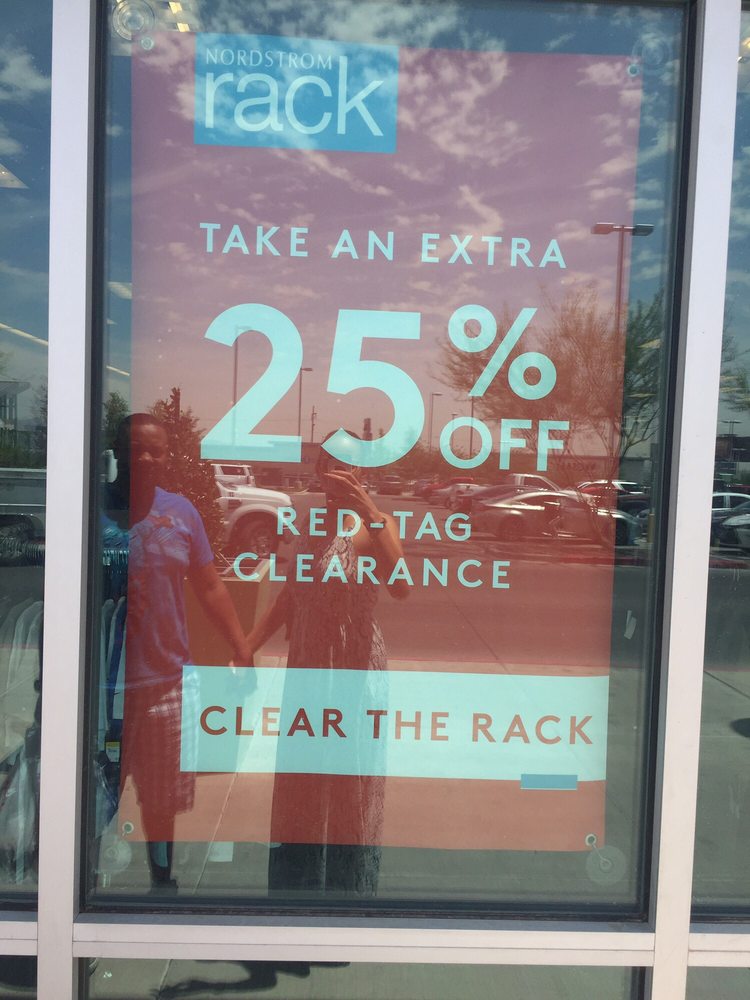 NORDSTROM
rack
TAKE AN EXTRA
25%
OFF
RED-TAG
CLEARANCE
CLEAR THE RACK